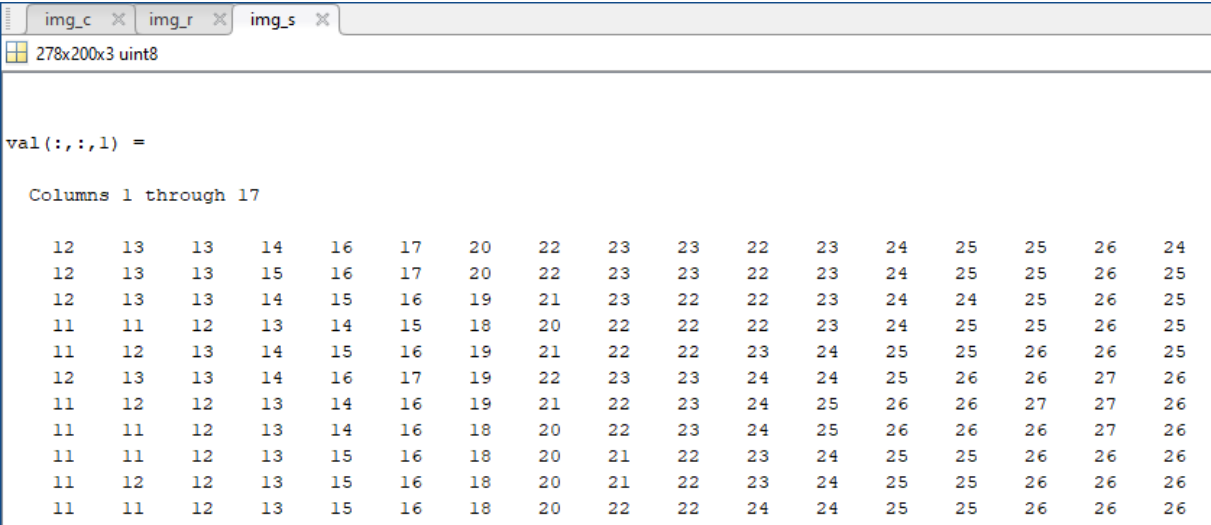 img_c img_r img_s
278x200x3 uint8
val(:,:,1) =
Columns 1 through 17
12 13 13 14 16 17 20 22 23 23 22 23 24 25 25 26 24
12 13 13 15 16 17 20 22 23 23 22 23 24 25 25 26 25
12 13 13 14 15 16 19 21 23 22 22 23 24 24 25 26 25
11 11 12 13 14 15 18 20 22 22 22 23 24 25 25 26 25
11 12 13 14 15 16 19 21 22 22 23 24 25 25 26 26 25
12 13 13 14 16 17 19 22 23 23 24 24 25 26 26 27 26
11 12 12 13 14 16 19 21 22 23 24 25 26 26 27 27 26
11 11 12 13 14 16 18 20 22 23 24 25 26 26 26 27 26
11 11 12 13 15 16 18 20 21 22 23 24 25 25 26 26 26
11 12 12 13 15 16 18 20 21 22 23 24 25 25 26 26 26
11 11 12 13 15 16 18 20 22 22 24 24 25 25 26 26 26